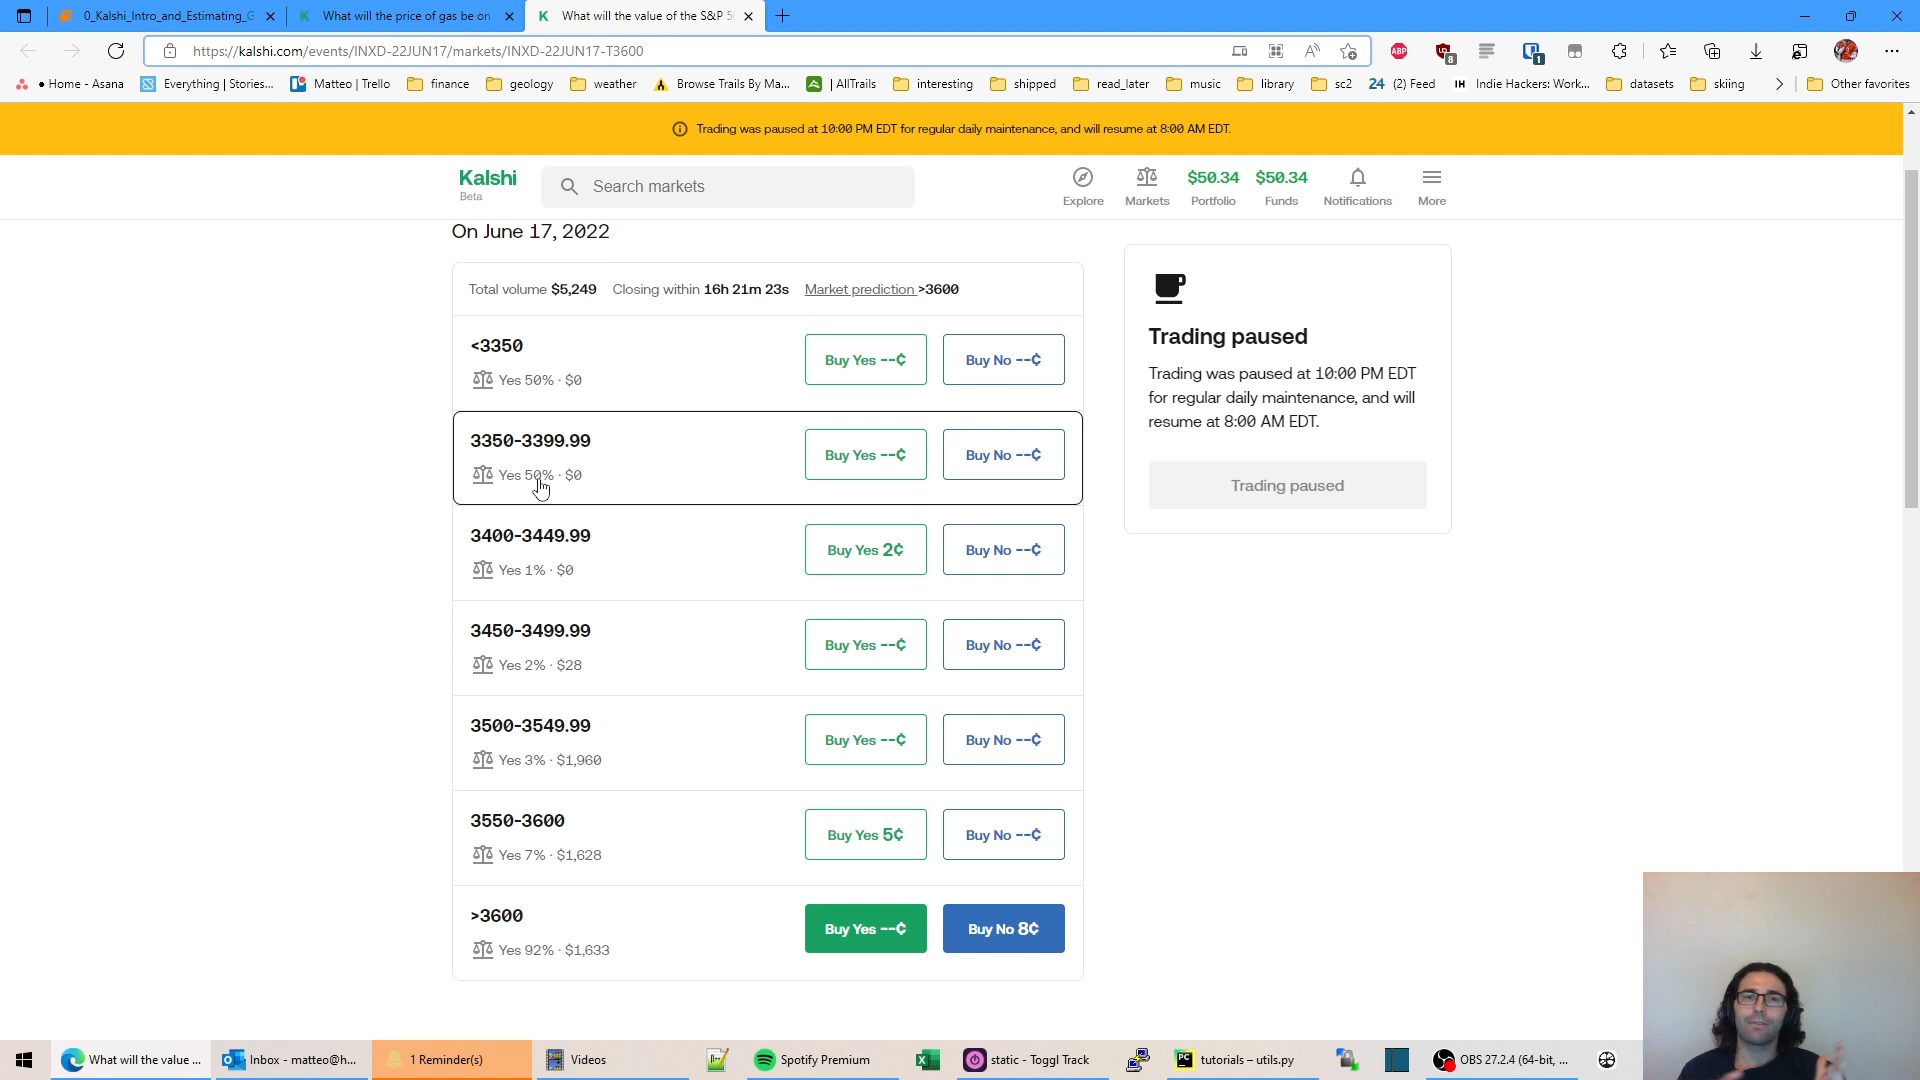 0_Kalshi_Intro_and_Estimating_G
What will the price of gas be on
What will the value of the S&P 5
https://kalshi.com/events/INXD-22JUN17/markets/INXD-22JUN17-T3600
ABP
8
1
● Home - Asana
Everything | Stories...
Matteo | Trello
finance
geology
weather
Browse Trails By Ma...
| AllTrails
interesting
shipped
read_later
music
library
sc2
24 (2) Feed
IH Indie Hackers: Work...
datasets
skiing
Other favorites
Trading was paused at 10:00 PM EDT for regular daily maintenance, and will resume at 8:00 AM EDT.
Kalshi
Beta
Search markets
Explore
Markets
$50.34
Portfolio
$50.34
Funds
Notifications
More
On June 17, 2022
Total volume $5,249 Closing within 16h 21m 23s Market prediction >3600
<3350
Yes 50% · $0
Buy Yes --¢
Buy No --¢
3350-3399.99
Yes 50% · $0
Buy Yes --¢
Buy No --¢
3400-3449.99
Yes 1% · $0
Buy Yes 2¢
Buy No --¢
3450-3499.99
Yes 2% · $28
Buy Yes --¢
Buy No --¢
3500-3549.99
Yes 3% · $1,960
Buy Yes --¢
Buy No --¢
3550-3600
Yes 7% · $1,628
Buy Yes 5¢
Buy No --¢
>3600
Yes 92% · $1,633
Buy Yes --¢
Buy No 8¢
Trading paused
Trading was paused at 10:00 PM EDT
for regular daily maintenance, and will
resume at 8:00 AM EDT.
Trading paused
What will the value ...
Inbox - matteo@h...
1 Reminder(s)
Videos
Spotify Premium
static - Toggl Track
PC
tutorials – utils.py
OBS 27.2.4 (64-bit, ...